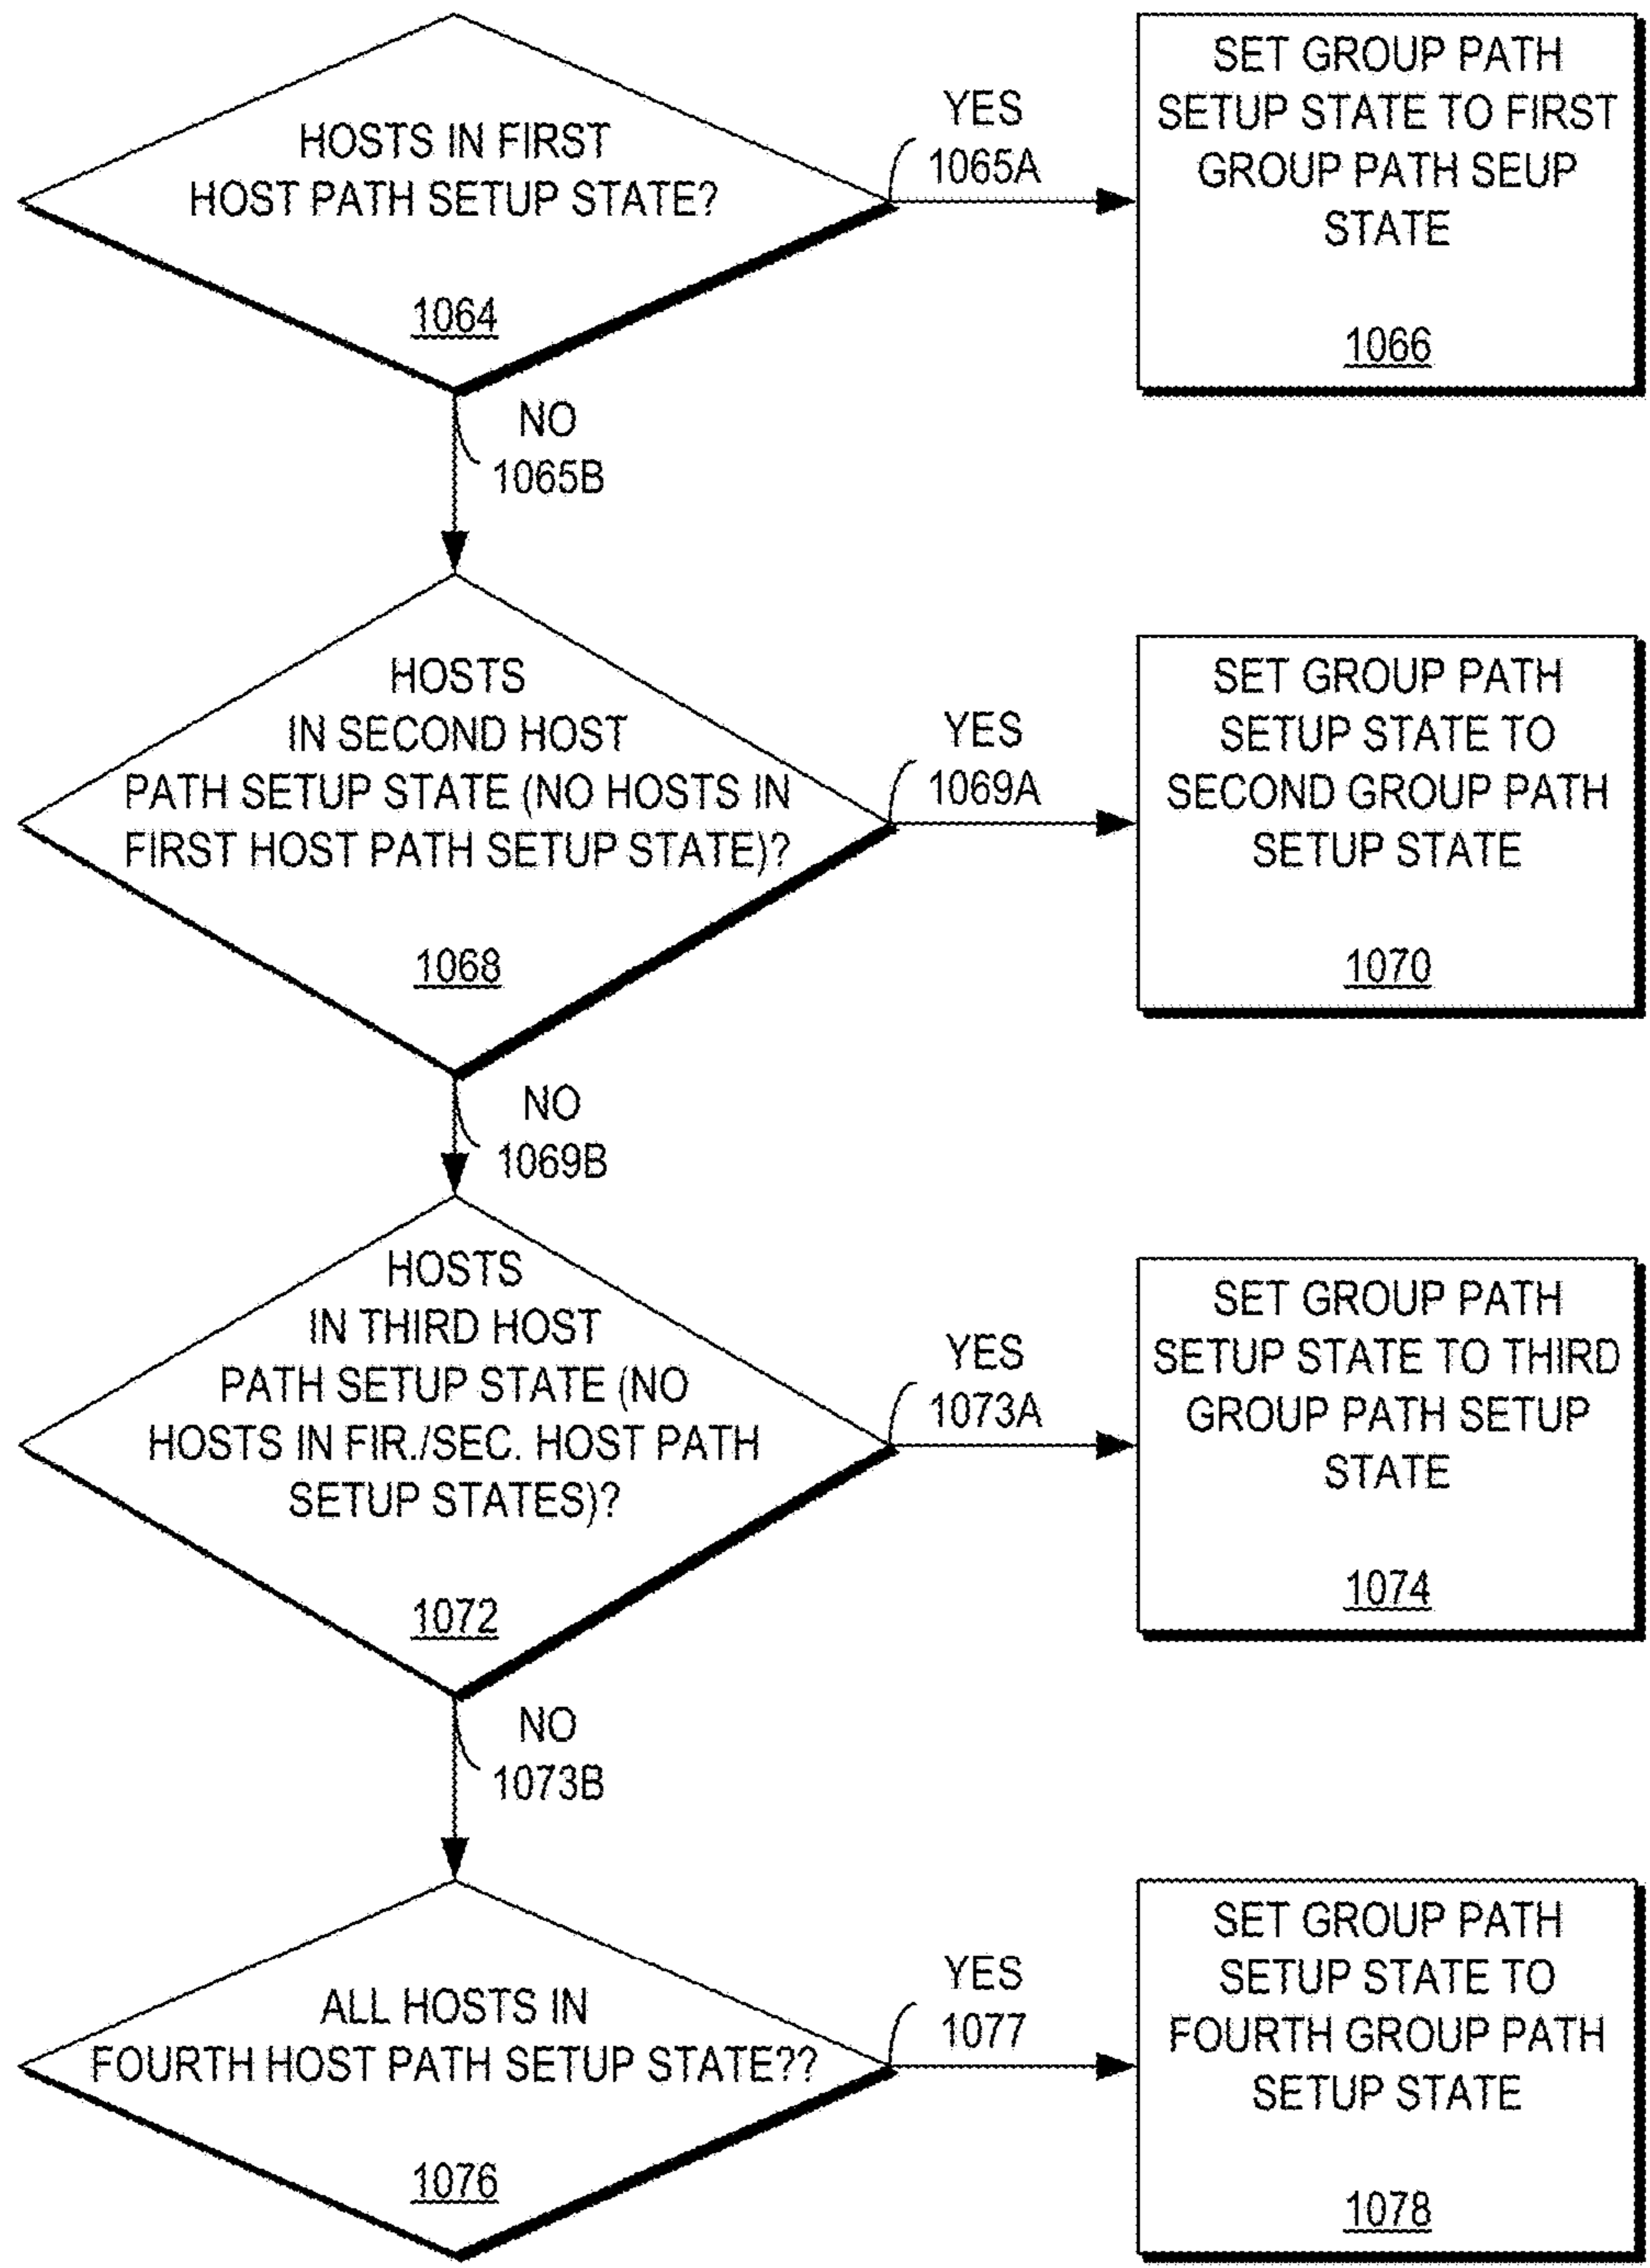 HOSTS IN FIRST
HOST PATH SETUP STATE?
1064
YES
1065A
SET GROUP PATH
SETUP STATE TO FIRST
GROUP PATH SEUP
STATE
1066
NO
1065B
HOSTS
IN SECOND HOST
PATH SETUP STATE (NO HOSTS IN
FIRST HOST PATH SETUP STATE)?
1068
YES
1069A
SET GROUP PATH
SETUP STATE TO
SECOND GROUP PATH
SETUP STATE
1070
NO
1069B
HOSTS
IN THIRD HOST
PATH SETUP STATE (NO
HOSTS IN FIR./SEC. HOST PATH
SETUP STATES)?
1072
YES
1073A
SET GROUP PATH
SETUP STATE TO THIRD
GROUP PATH SETUP
STATE
1074
NO
1073B
ALL HOSTS IN
FOURTH HOST PATH SETUP STATE??
1076
YES
1077
SET GROUP PATH
SETUP STATE TO
FOURTH GROUP PATH
SETUP STATE
1078